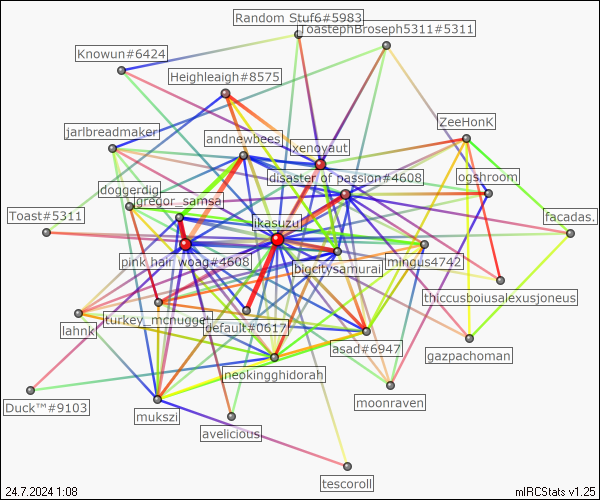 Random Stuf6#5983
ToastephBroseph5311#5311
Knowun#6424
Heighleaigh#8575
ZeeHonK
jarlbreadmaker
andnewbees
xenoyaut
disaster of passion#4608
ogshroom
doggerdig
gregor_samsa
Toast#5311
ikasuzu
facadas.
pink hair woag#4608
bigcitysamurai
mingus4742
thiccusboiusalexusjoneus
lahnk
turkey_mcnugget
default#0617
asad#6947
gazpachoman
neokingghidorah
Duck™#9103
mukszi
moonraven
avelicious
tescoroll
24.7.2024 1:08
mIRCStats v1.25